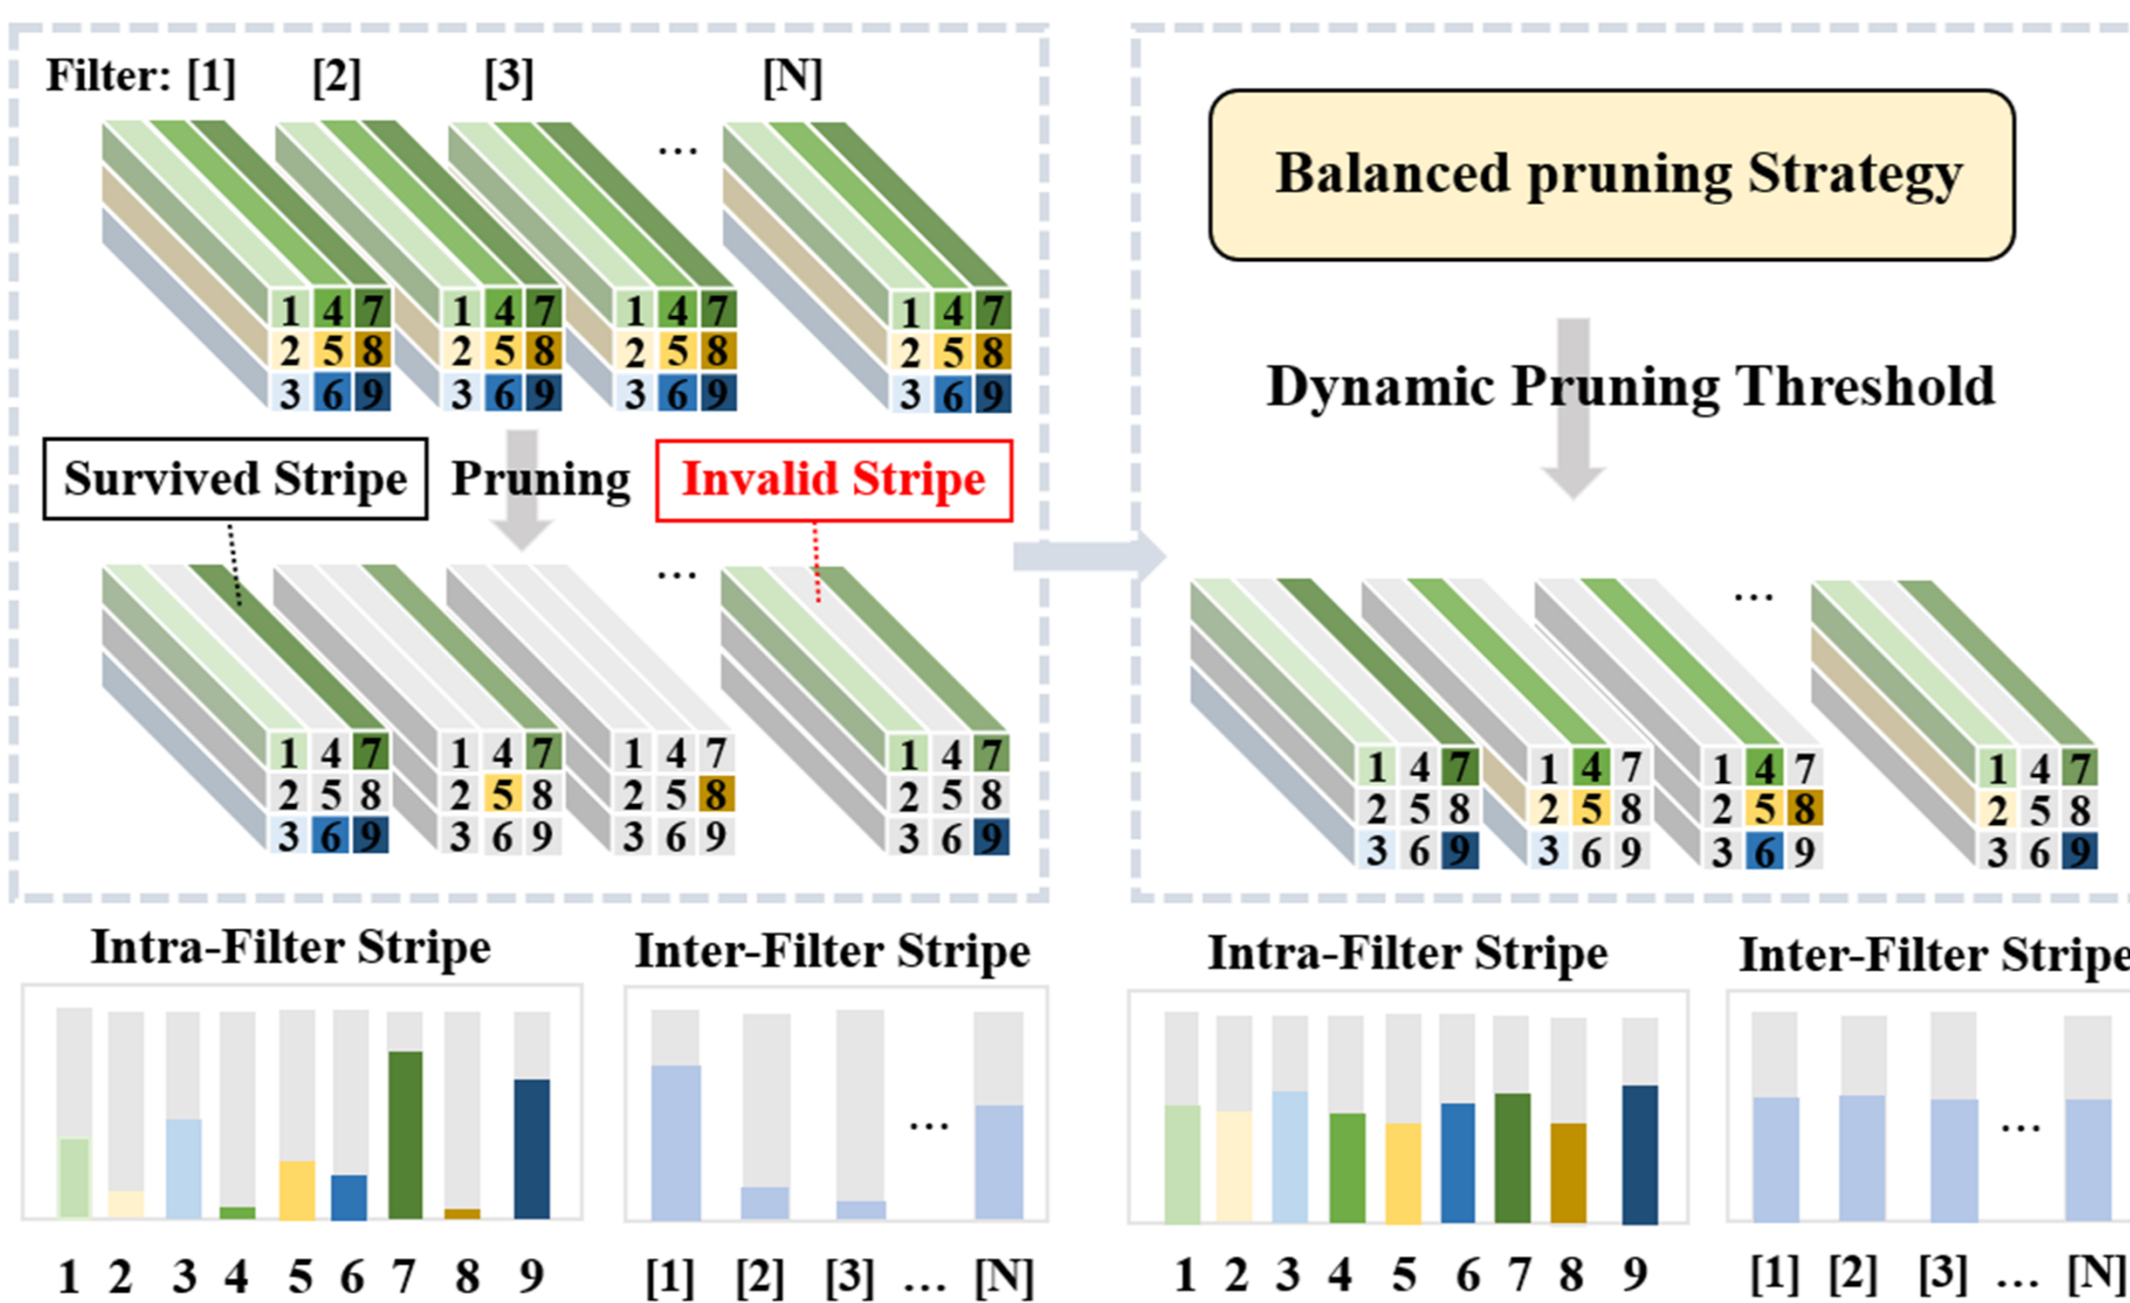 Filter: [1] [2] [3] [N]
...
1 4 7 1 4 7 1 4 7 1 4 7
2 5 8 2 5 8 2 5 8 2 5 8
3 6 9 3 6 9 3 6 9 3 6 9
Survived Stripe Pruning Invalid Stripe
...
1 4 7 1 4 7 1 4 7 1 4 7
2 5 8 2 5 8 2 5 8 2 5 8
3 6 9 3 6 9 3 6 9 3 6 9
Balanced pruning Strategy
Dynamic Pruning Threshold
...
1 4 7 1 4 7 1 4 7 1 4 7
2 5 8 2 5 8 2 5 8 2 5 8
3 6 9 3 6 9 3 6 9 3 6 9
Intra-Filter Stripe
1 2 3 4 5 6 7 8 9
Inter-Filter Stripe
...
[1] [2] [3] ... [N]
Intra-Filter Stripe
1 2 3 4 5 6 7 8 9
Inter-Filter Stripe
...
[1] [2] [3] ... [N]